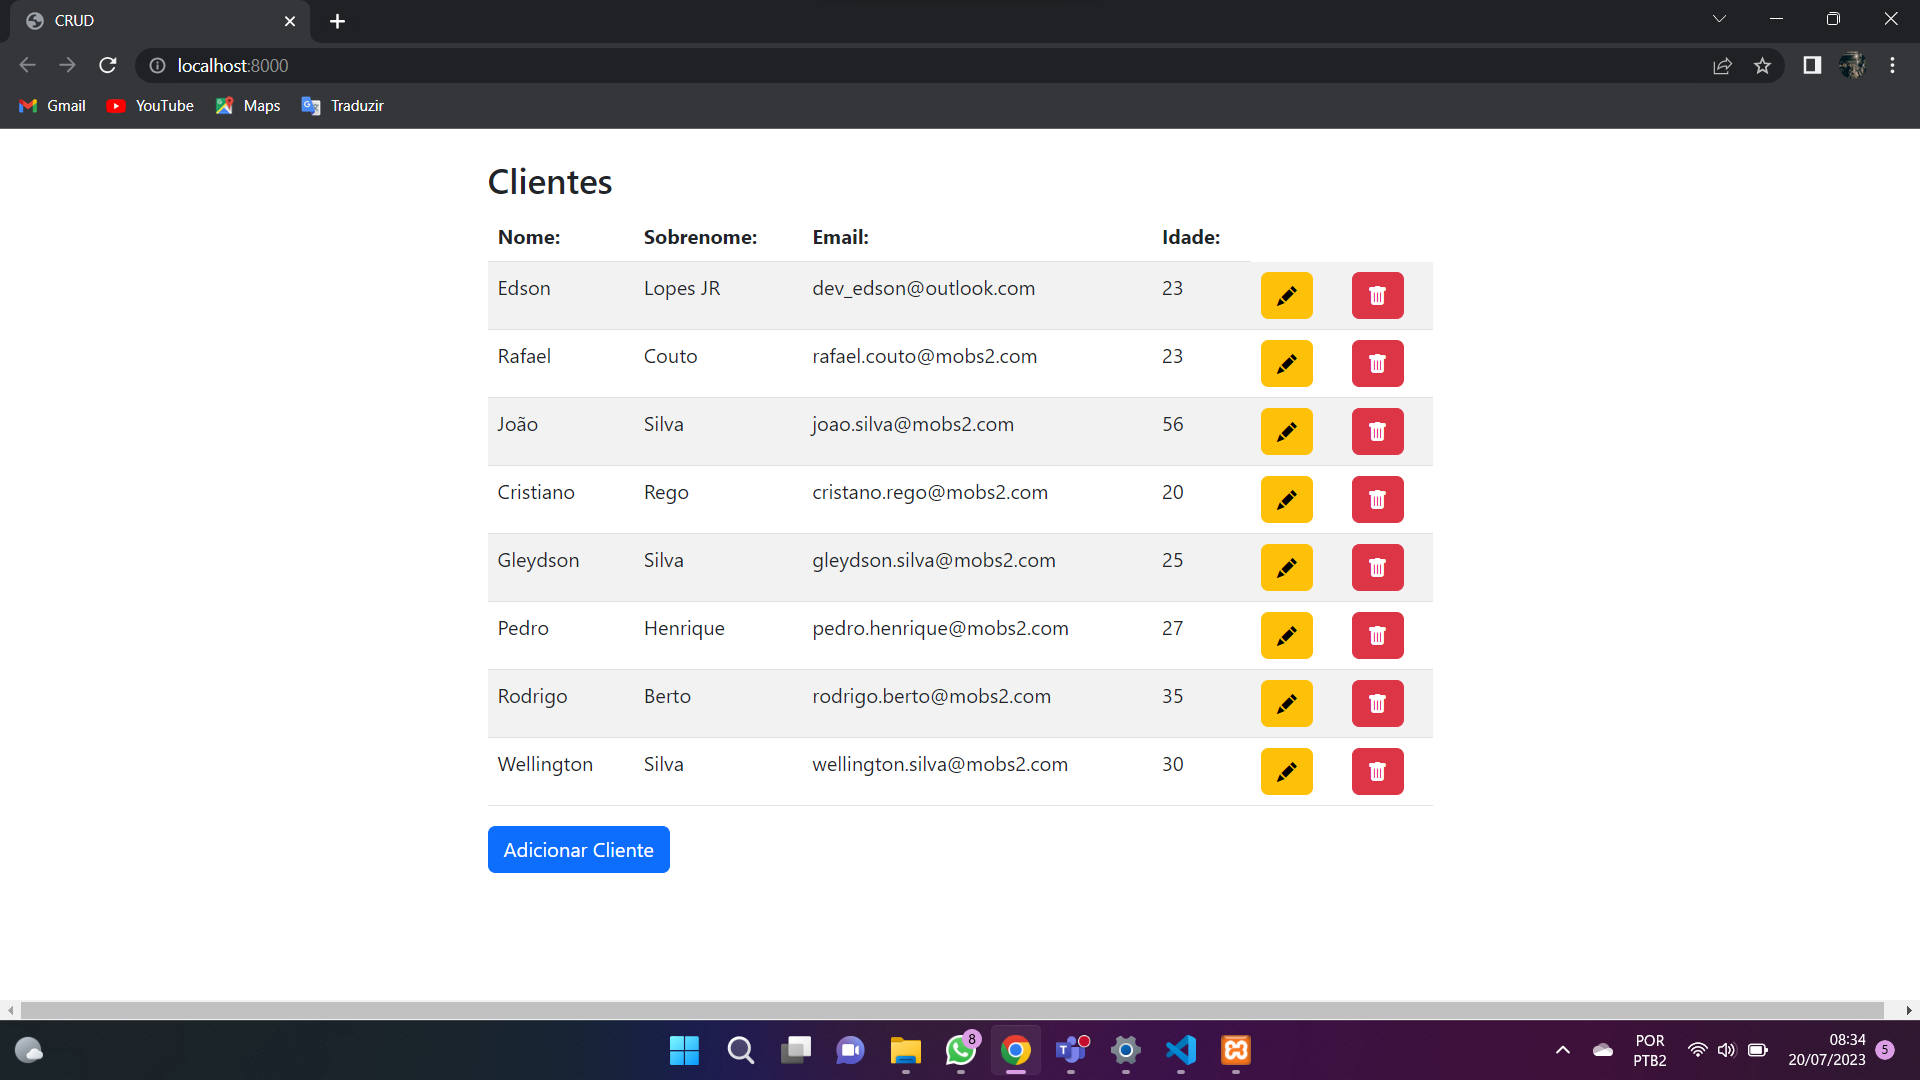 CRUD
localhost:8000
Gmail YouTube Maps Traduzir
Clientes
Nome: Sobrenome: Email: Idade:
Edson Lopes JR dev_edson@outlook.com 23
Rafael Couto rafael.couto@mobs2.com 23
João Silva joao.silva@mobs2.com 56
Cristiano Rego cristano.rego@mobs2.com 20
Gleydson Silva gleydson.silva@mobs2.com 25
Pedro Henrique pedro.henrique@mobs2.com 27
Rodrigo Berto rodrigo.berto@mobs2.com 35
Wellington Silva wellington.silva@mobs2.com 30
Adicionar Cliente
8
POR
PTB2
08:34
20/07/2023
5